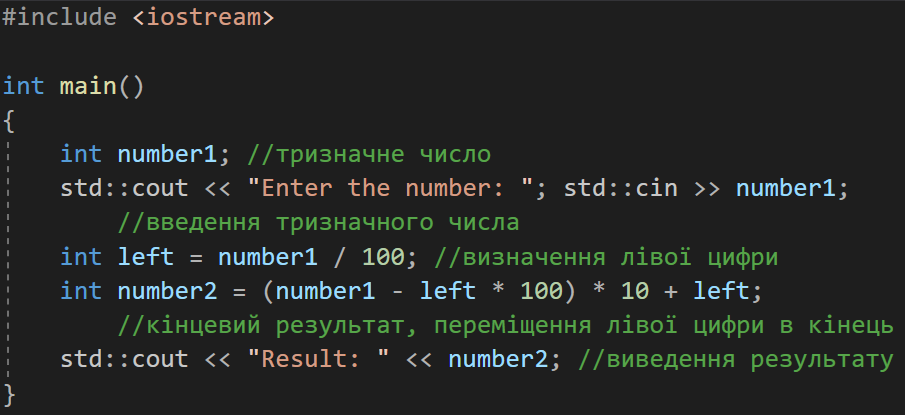 #include <iostream>
int main()
{
int number1; //тризначне число
std::cout << "Enter the number: "; std::cin >> number1;
//введення тризначного числа
int left = number1 / 100; //визначення лівої цифри
int number2 = (number1 - left * 100) * 10 + left;
//кінцевий результат, переміщення лівої цифри в кінець
std::cout << "Result: " << number2; //виведення результату
}